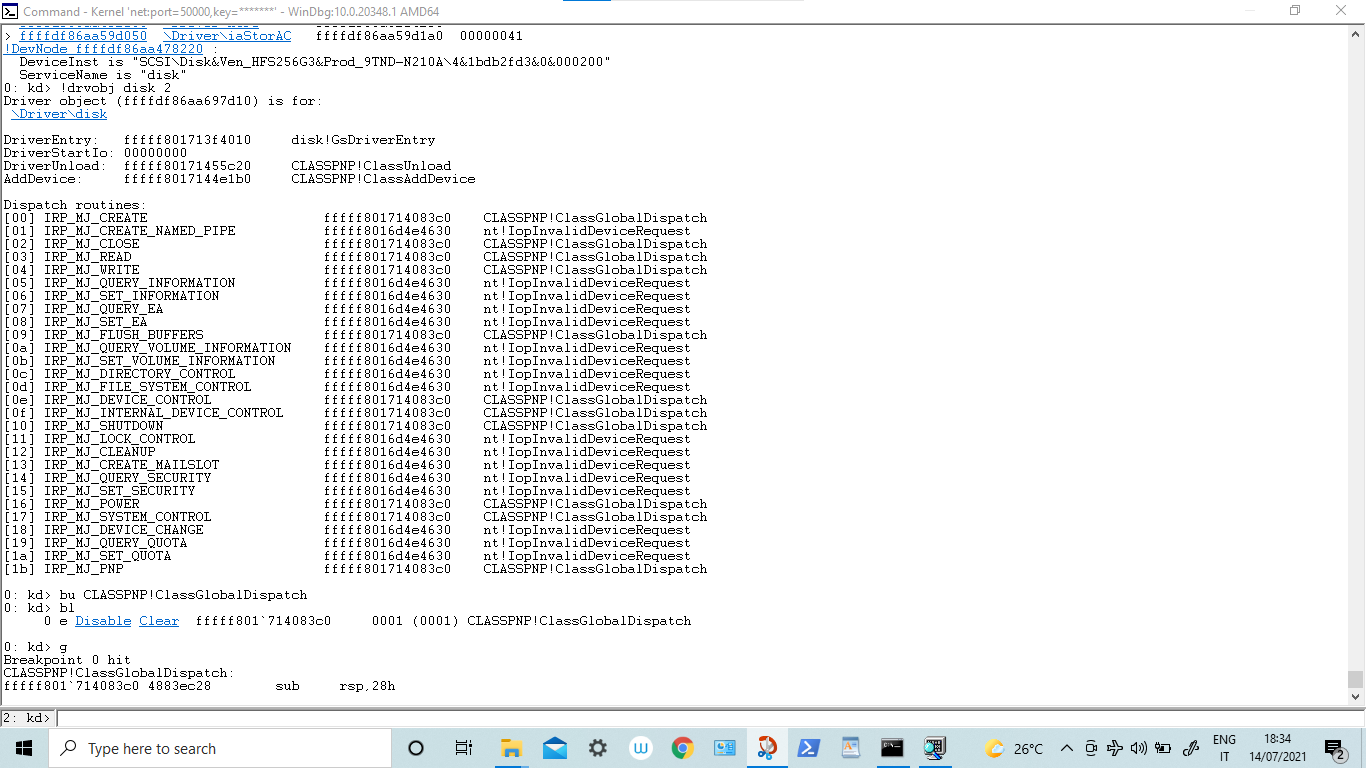 Command - Kernel 'net:port=50000,key=*******' - WinDbg:10.0.20348.1 AMD64
> ffffdf86aa59d050 \Driver\iaStorAC ffffdf86aa59d1a0 00000041
!DevNode ffffdf86aa478220 :
DeviceInst is "SCSI\Disk&Ven_HFS256G3&Prod_9TND-N210A\4&1bdb2fd3&0&000200"
ServiceName is "disk"
0: kd> !drvobj disk 2
Driver object (ffffdf86aa697d10) is for:
\Driver\disk
DriverEntry: fffff801713f4010 disk!GsDriverEntry
DriverStartIo: 00000000
DriverUnload: fffff80171455c20 CLASSPNP!ClassUnload
AddDevice: fffff8017144e1b0 CLASSPNP!ClassAddDevice
Dispatch routines:
[00] IRP_MJ_CREATE fffff801714083c0 CLASSPNP!ClassGlobalDispatch
[01] IRP_MJ_CREATE_NAMED_PIPE fffff8016d4e4630 nt!IopInvalidDeviceRequest
[02] IRP_MJ_CLOSE fffff801714083c0 CLASSPNP!ClassGlobalDispatch
[03] IRP_MJ_READ fffff801714083c0 CLASSPNP!ClassGlobalDispatch
[04] IRP_MJ_WRITE fffff801714083c0 CLASSPNP!ClassGlobalDispatch
[05] IRP_MJ_QUERY_INFORMATION fffff8016d4e4630 nt!IopInvalidDeviceRequest
[06] IRP_MJ_SET_INFORMATION fffff8016d4e4630 nt!IopInvalidDeviceRequest
[07] IRP_MJ_QUERY_EA fffff8016d4e4630 nt!IopInvalidDeviceRequest
[08] IRP_MJ_SET_EA fffff8016d4e4630 nt!IopInvalidDeviceRequest
[09] IRP_MJ_FLUSH_BUFFERS fffff801714083c0 CLASSPNP!ClassGlobalDispatch
[0a] IRP_MJ_QUERY_VOLUME_INFORMATION fffff8016d4e4630 nt!IopInvalidDeviceRequest
[0b] IRP_MJ_SET_VOLUME_INFORMATION fffff8016d4e4630 nt!IopInvalidDeviceRequest
[0c] IRP_MJ_DIRECTORY_CONTROL fffff8016d4e4630 nt!IopInvalidDeviceRequest
[0d] IRP_MJ_FILE_SYSTEM_CONTROL fffff8016d4e4630 nt!IopInvalidDeviceRequest
[0e] IRP_MJ_DEVICE_CONTROL fffff801714083c0 CLASSPNP!ClassGlobalDispatch
[0f] IRP_MJ_INTERNAL_DEVICE_CONTROL fffff801714083c0 CLASSPNP!ClassGlobalDispatch
[10] IRP_MJ_SHUTDOWN fffff801714083c0 CLASSPNP!ClassGlobalDispatch
[11] IRP_MJ_LOCK_CONTROL fffff8016d4e4630 nt!IopInvalidDeviceRequest
[12] IRP_MJ_CLEANUP fffff8016d4e4630 nt!IopInvalidDeviceRequest
[13] IRP_MJ_CREATE_MAILSLOT fffff8016d4e4630 nt!IopInvalidDeviceRequest
[14] IRP_MJ_QUERY_SECURITY fffff8016d4e4630 nt!IopInvalidDeviceRequest
[15] IRP_MJ_SET_SECURITY fffff8016d4e4630 nt!IopInvalidDeviceRequest
[16] IRP_MJ_POWER fffff801714083c0 CLASSPNP!ClassGlobalDispatch
[17] IRP_MJ_SYSTEM_CONTROL fffff801714083c0 CLASSPNP!ClassGlobalDispatch
[18] IRP_MJ_DEVICE_CHANGE fffff8016d4e4630 nt!IopInvalidDeviceRequest
[19] IRP_MJ_QUERY_QUOTA fffff8016d4e4630 nt!IopInvalidDeviceRequest
[1a] IRP_MJ_SET_QUOTA fffff8016d4e4630 nt!IopInvalidDeviceRequest
[1b] IRP_MJ_PNP fffff801714083c0 CLASSPNP!ClassGlobalDispatch
0: kd> bu CLASSPNP!ClassGlobalDispatch
0: kd> bl
0 e Disable Clear fffff801`714083c0 0001 (0001) CLASSPNP!ClassGlobalDispatch
0: kd> g
Breakpoint 0 hit
CLASSPNP!ClassGlobalDispatch:
fffff801`714083c0 4883ec28 sub rsp,28h
2: kd>
Type here to search
26°C
ENG
IT
18:34
14/07/2021
2